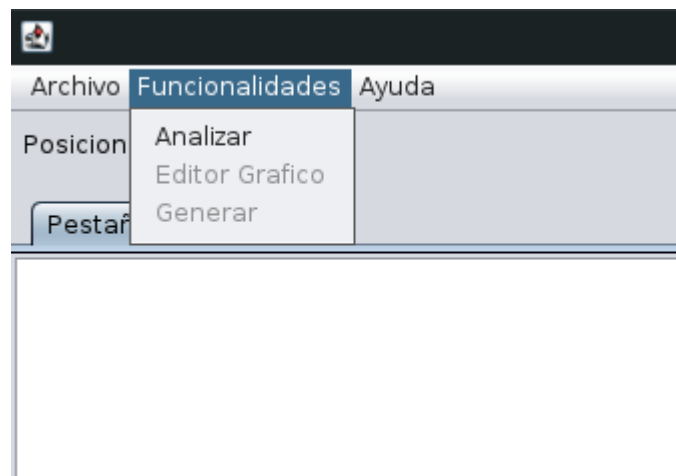 Archivo Funcionalidades Ayuda
Posicion Analizar
Editor Grafico
Generar